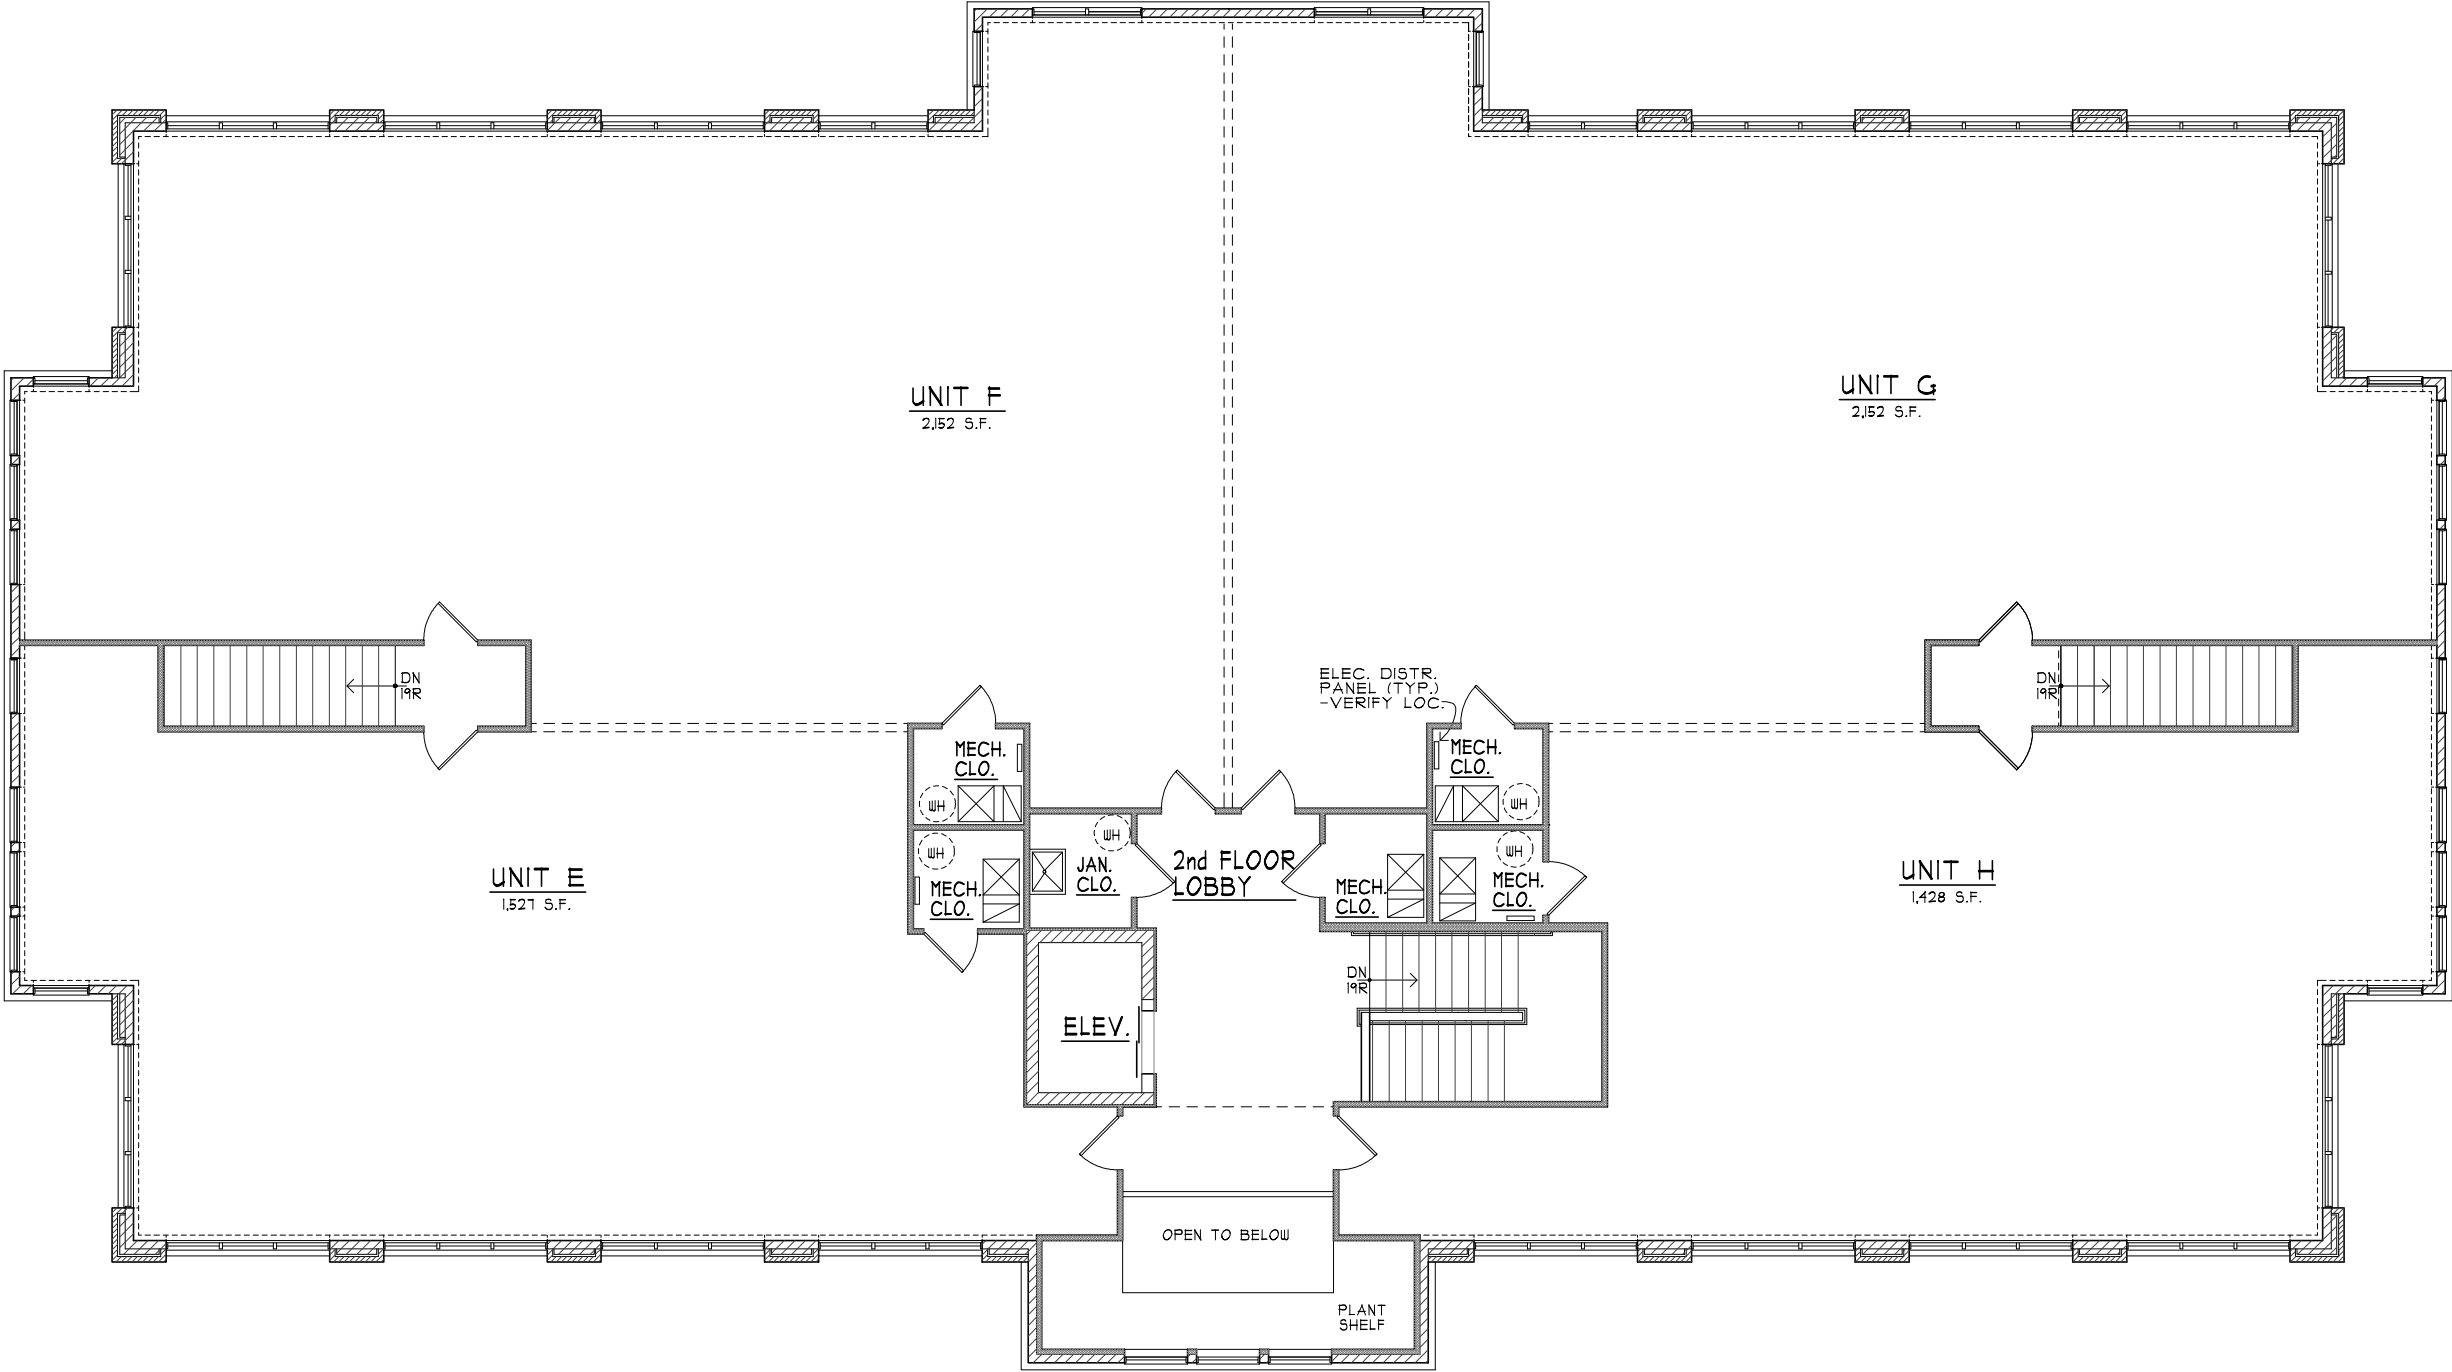 UNIT F
2,152 S.F.
UNIT G
2,152 S.F.
DN
19R
ELEC. DISTR.
PANEL (TYP.)
-VERIFY LOC.
DN
19R
MECH.
CLO.
WH
MECH.
CLO.
WH
UNIT E
1,527 S.F.
WH
MECH.
CLO.
WH
JAN.
CLO.
2nd FLOOR
LOBBY
MECH.
CLO.
WH
MECH.
CLO.
UNIT H
1,428 S.F.
ELEV.
DN
19R
OPEN TO BELOW
PLANT
SHELF